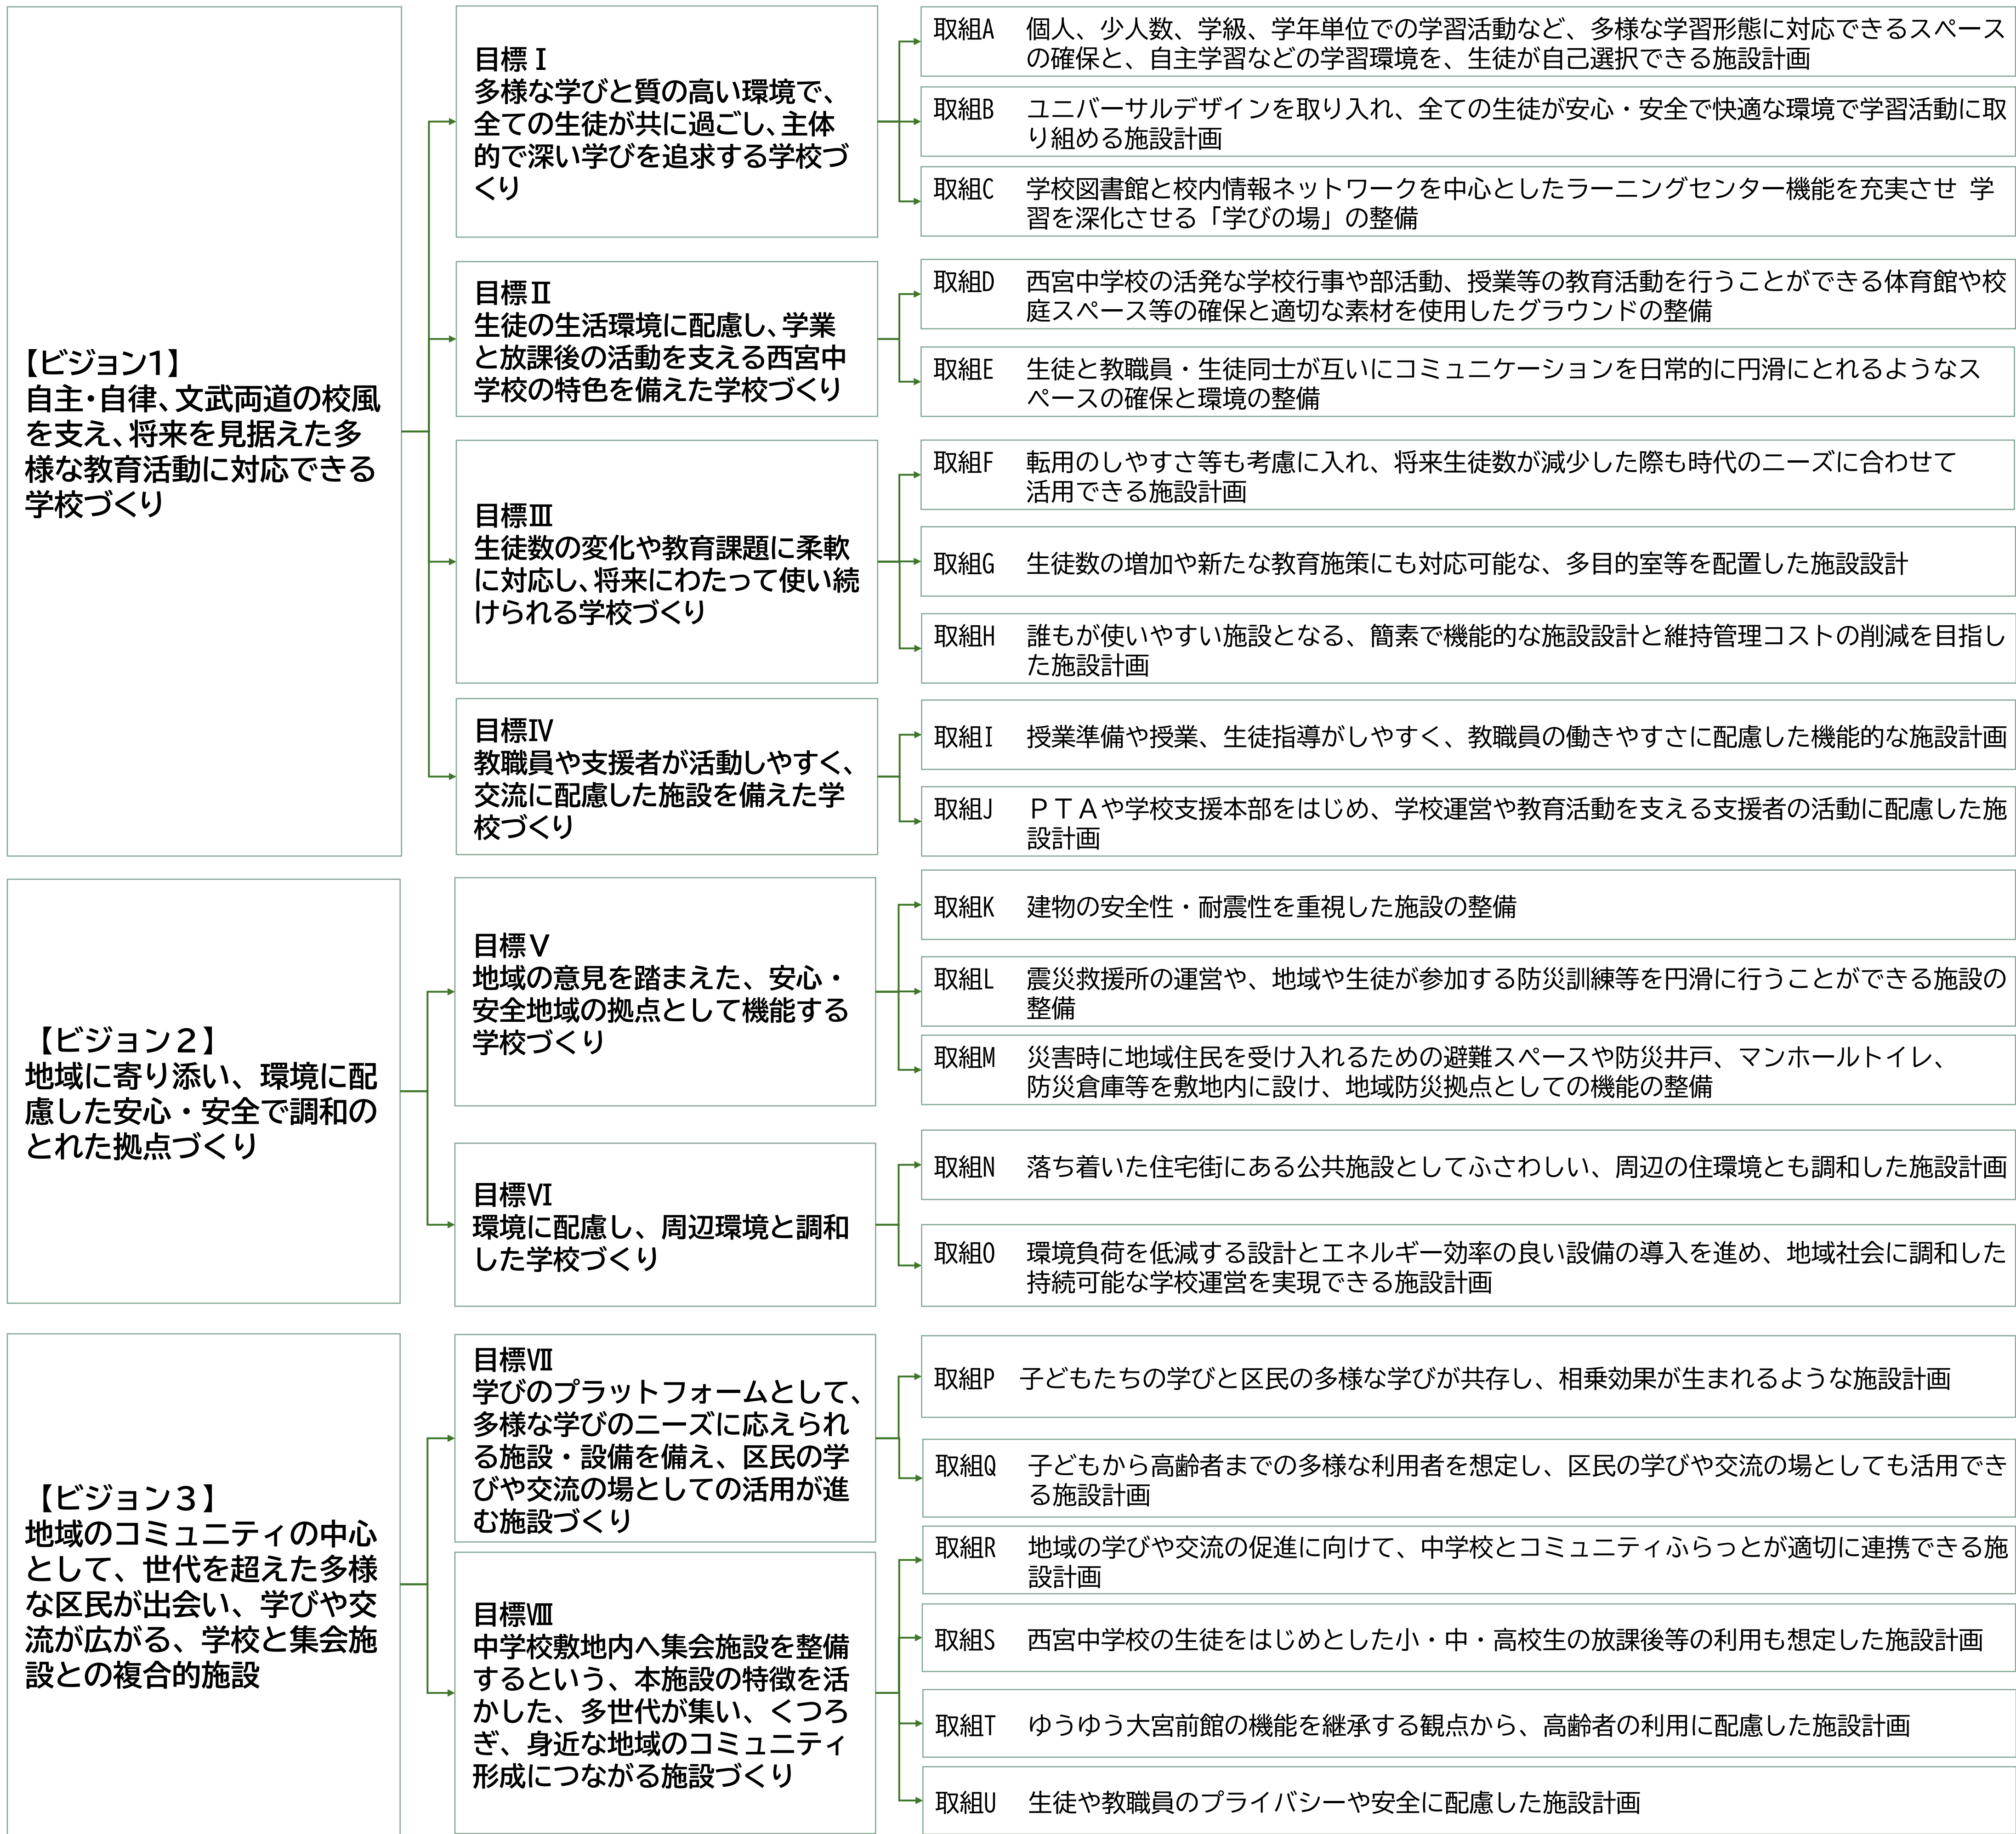 【ビジョン1】
自主・自律、文武両道の校風
を支え、将来を見据えた多
様な教育活動に対応できる
学校づくり
目標Ⅰ
多様な学びと質の高い環境で、
全ての生徒が共に過ごし、主体
的で深い学びを追求する学校づ
くり
取組A 個人、少人数、学級、学年単位での学習活動など、多様な学習形態に対応できるスペース
の確保と、自主学習などの学習環境を、生徒が自己選択できる施設計画
取組B ユニバーサルデザインを取り入れ、全ての生徒が安心・安全で快適な環境で学習活動に取
り組める施設計画
取組C 学校図書館と校内情報ネットワークを中心としたラーニングセンター機能を充実させ 学
習を深化させる「学びの場」の整備
目標Ⅱ
生徒の生活環境に配慮し、学業
と放課後の活動を支える西宮中
学校の特色を備えた学校づくり
取組D 西宮中学校の活発な学校行事や部活動、授業等の教育活動を行うことができる体育館や校
庭スペース等の確保と適切な素材を使用したグラウンドの整備
取組E 生徒と教職員・生徒同士が互いにコミュニケーションを日常的に円滑にとれるようなス
ペースの確保と環境の整備
目標Ⅲ
生徒数の変化や教育課題に柔軟
に対応し、将来にわたって使い続
けられる学校づくり
取組F 転用のしやすさ等も考慮に入れ、将来生徒数が減少した際も時代のニーズに合わせて
活用できる施設計画
取組G 生徒数の増加や新たな教育施策にも対応可能な、多目的室等を配置した施設設計
取組H 誰もが使いやすい施設となる、簡素で機能的な施設設計と維持管理コストの削減を目指し
た施設計画
目標Ⅳ
教職員や支援者が活動しやすく、
交流に配慮した施設を備えた学
校づくり
取組I 授業準備や授業、生徒指導がしやすく、教職員の働きやすさに配慮した機能的な施設計画
取組J ＰＴＡや学校支援本部をはじめ、学校運営や教育活動を支える支援者の活動に配慮した施
設計画
【ビジョン２】
地域に寄り添い、環境に配
慮した安心・安全で調和の
とれた拠点づくり
目標Ⅴ
地域の意見を踏まえた、安心・
安全地域の拠点として機能する
学校づくり
取組K 建物の安全性・耐震性を重視した施設の整備
取組L 震災救援所の運営や、地域や生徒が参加する防災訓練等を円滑に行うことができる施設の
整備
取組M 災害時に地域住民を受け入れるための避難スペースや防災井戸、マンホールトイレ、
防災倉庫等を敷地内に設け、地域防災拠点としての機能の整備
目標Ⅵ
環境に配慮し、周辺環境と調和
した学校づくり
取組N 落ち着いた住宅街にある公共施設としてふさわしい、周辺の住環境とも調和した施設計画
取組O 環境負荷を低減する設計とエネルギー効率の良い設備の導入を進め、地域社会に調和した
持続可能な学校運営を実現できる施設計画
【ビジョン３】
地域のコミュニティの中心
として、世代を超えた多様
な区民が出会い、学びや交
流が広がる、学校と集会施
設との複合的施設
目標Ⅶ
学びのプラットフォームとして、
多様な学びのニーズに応えられ
る施設・設備を備え、区民の学
びや交流の場としての活用が進
む施設づくり
取組P 子どもたちの学びと区民の多様な学びが共存し、相乗効果が生まれるような施設計画
取組Q 子どもから高齢者までの多様な利用者を想定し、区民の学びや交流の場としても活用でき
る施設計画
目標Ⅷ
中学校敷地内へ集会施設を整備
するという、本施設の特徴を活
かした、多世代が集い、くつろ
ぎ、身近な地域のコミュニティ
形成につながる施設づくり
取組R 地域の学びや交流の促進に向けて、中学校とコミュニティふらっとが適切に連携できる施
設計画
取組S 西宮中学校の生徒をはじめとした小・中・高校生の放課後等の利用も想定した施設計画
取組T ゆうゆう大宮前館の機能を継承する観点から、高齢者の利用に配慮した施設計画
取組U 生徒や教職員のプライバシーや安全に配慮した施設計画